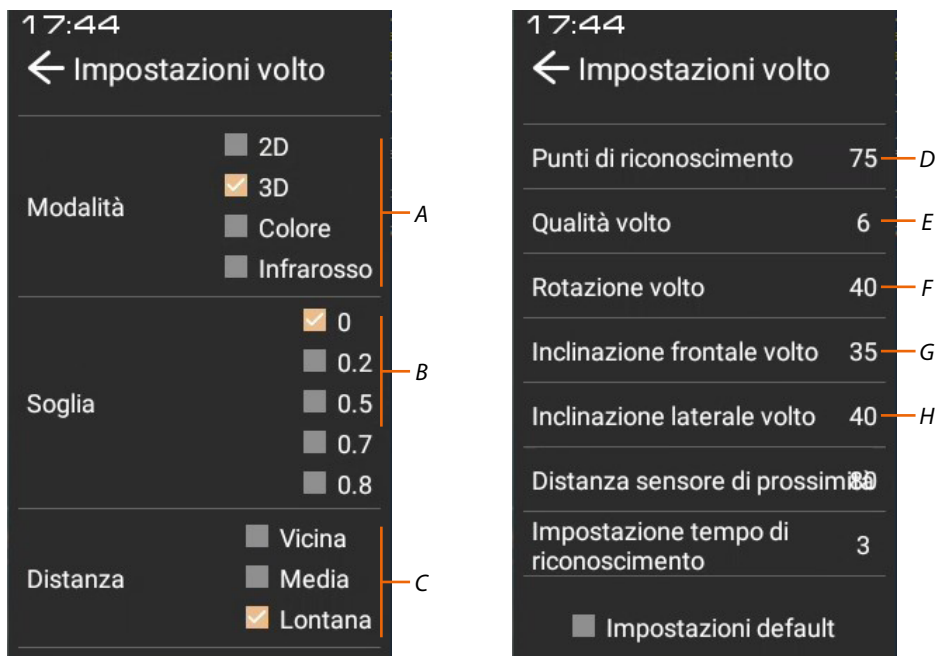 17:44
Impostazioni volto
Modalità
2D
3D
Colore
Infrarosso
A
Soglia
0
0.2
0.5
0.7
0.8
B
Distanza
Vicina
Media
Lontana
C
17:44
Impostazioni volto
Punti di riconoscimento 75 D
Qualità volto 6 E
Rotazione volto 40 F
Inclinazione frontale volto 35 G
Inclinazione laterale volto 40 H
Distanza sensore di prossimità 80
Impostazione tempo di
riconoscimento 3
Impostazioni default